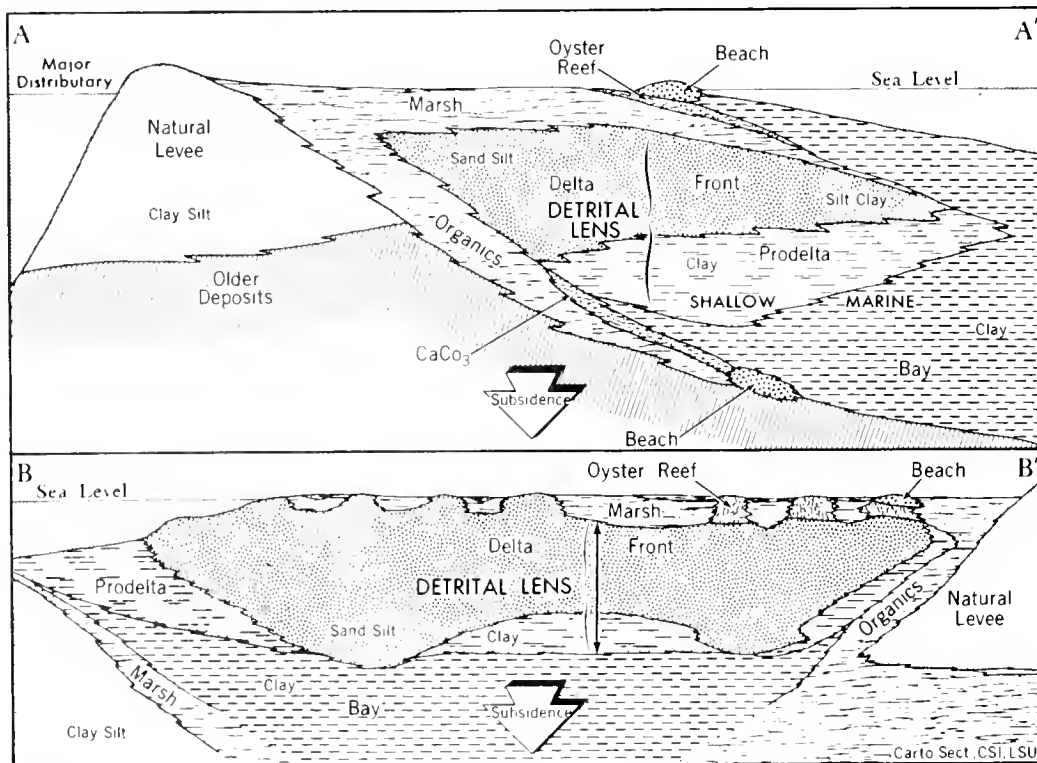 A
A'
Major
Distributary
Oyster
Reef
Beach
Sea Level
Marsh
Natural
Levee
Sand Silt
Delta
Front
Silt Clay
Clay Silt
DETRITAL
LENS
Organics
Clay
Prodelta
Older
Deposits
SHALLOW MARINE
Clay
CaCo3
Bay
Subsidence
Beach
B
B'
Sea Level
Oyster Reef
Beach
Marsh
Delta
Front
Prodelta
DETRITAL LENS
Organics
Natural
Levee
Sand Silt
Clay
Clay
Marsh
Bay
Subsidence
Clay Silt
Carto Sect, CSI, LSU